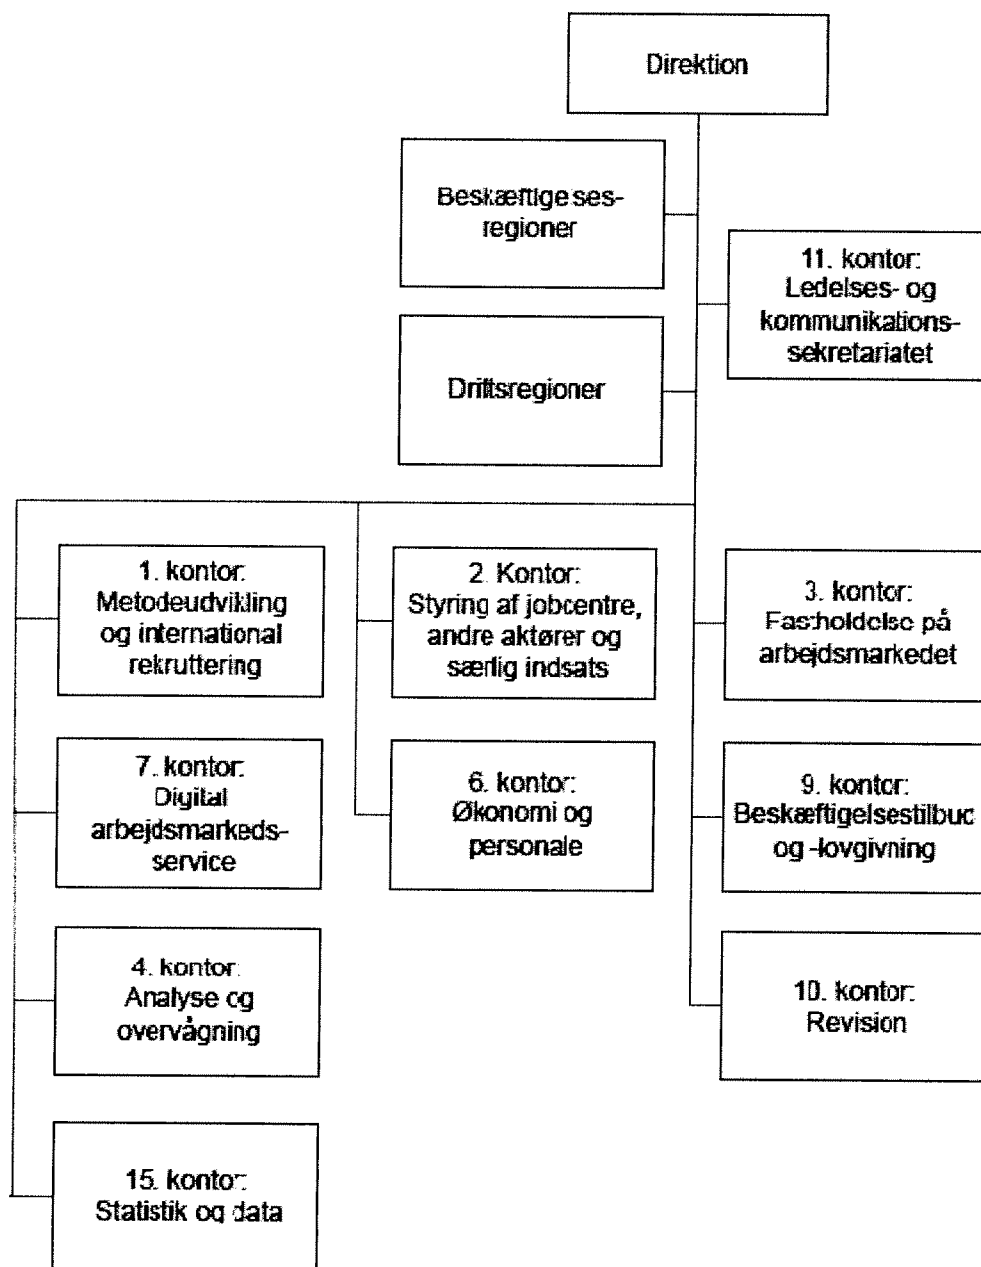 Direktion
Beskæftigelses-
regioner
11. kontor:
Ledelses- og
kommunikations-
sekretariatet
Driftsregioner
1. kontor:
Metodeudvikling
og international
rekruttering
2. Kontor:
Styring af jobcentre,
andre aktører og
særlig indsats
3. kontor:
Fastholdelse på
arbejdsmarkedet
7. kontor:
Digital
arbejdsmarkeds-
service
6. kontor:
Økonomi og
personale
9. kontor:
Beskæftigelsestilbud
og -lovgivning
4. kontor:
Analyse og
overvågning
10. kontor:
Revision
15. kontor:
Statistik og data